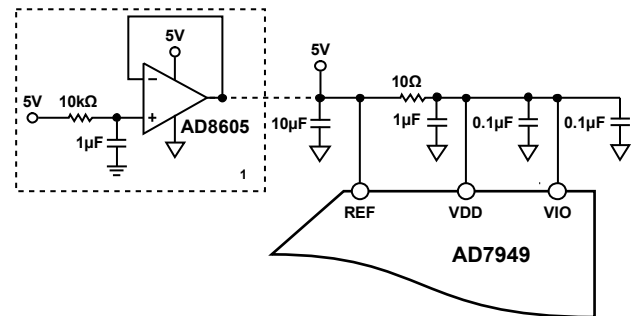 5V
5V
5V
10kΩ
10Ω
−
+
AD8605
1µF
10µF
1µF
0.1µF
0.1µF
1
REF
VDD
VIO
AD7949